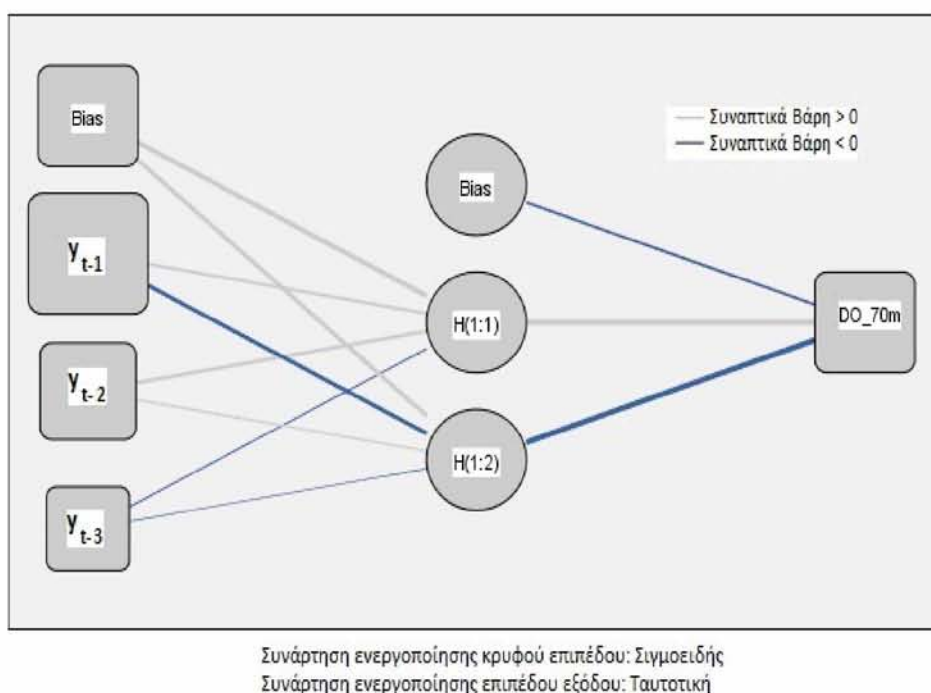 Bias
y t-1
y t-2
y t-3
Bias
H(1:1)
H(1:2)
DO_70m
Συναπτικά Βάρη > 0
Συναπτικά Βάρη < 0
Συνάρτηση ενεργοποίησης κρυφού επιπέδου: Σιγμοειδής
Συνάρτηση ενεργοποίησης επιπέδου εξόδου: Ταυτοτική